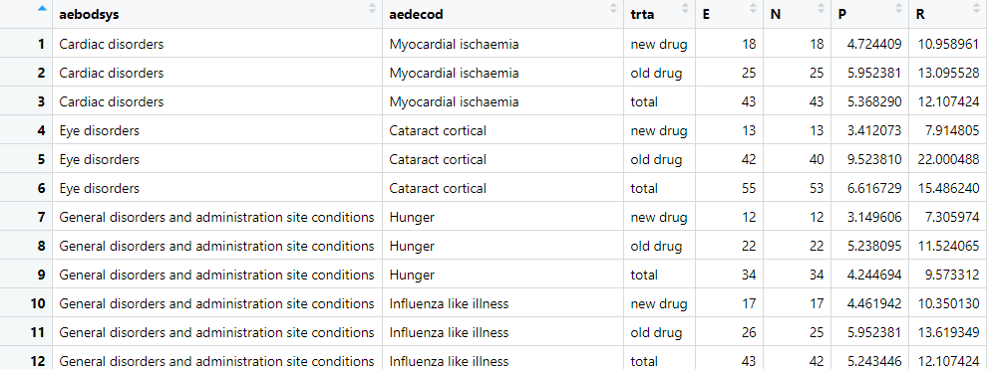 aebodsys aedecod trta E N P R
1 Cardiac disorders Myocardial ischaemia new drug 18 18 4.724409 10.958961
2 Cardiac disorders Myocardial ischaemia old drug 25 25 5.952381 13.095528
3 Cardiac disorders Myocardial ischaemia total 43 43 5.368290 12.107424
4 Eye disorders Cataract cortical new drug 13 13 3.412073 7.914805
5 Eye disorders Cataract cortical old drug 42 40 9.523810 22.000488
6 Eye disorders Cataract cortical total 55 53 6.616729 15.486240
7 General disorders and administration site conditions Hunger new drug 12 12 3.149606 7.305974
8 General disorders and administration site conditions Hunger old drug 22 22 5.238095 11.524065
9 General disorders and administration site conditions Hunger total 34 34 4.244694 9.573312
10 General disorders and administration site conditions Influenza like illness new drug 17 17 4.461942 10.350130
11 General disorders and administration site conditions Influenza like illness old drug 26 25 5.952381 13.619349
12 General disorders and administration site conditions Influenza like illness total 43 42 5.243446 12.107424